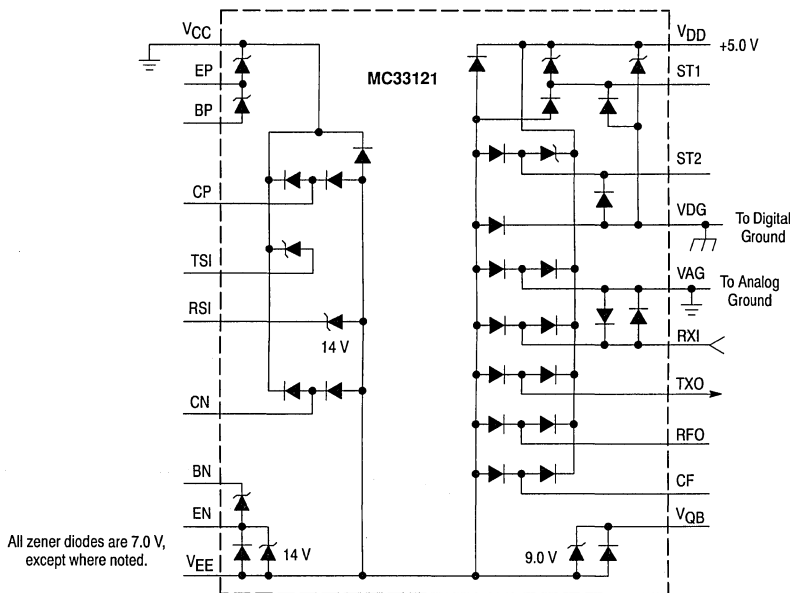 VCC
EP
BP
CP
TSI
RSI
14 V
CN
BN
EN
14 V
VEE
All zener diodes are 7.0 V,
except where noted.
MC33121
VDD
+5.0 V
ST1
ST2
VDG
To Digital
Ground
VAG
To Analog
Ground
RXI
TXO
RFO
CF
VQB
9.0 V